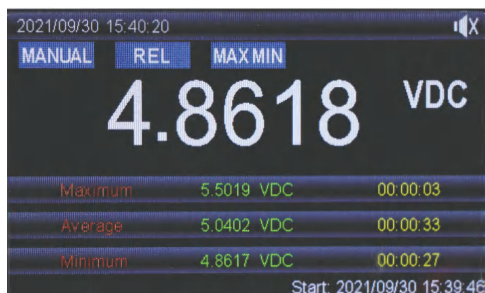 2021/09/30 15:40:20
MANUAL REL MAXMIN
4.8618 VDC
Maximum 5.5019 VDC 00:00:03
Average 5.0402 VDC 00:00:33
Minimum 4.8617 VDC 00:00:27
Start: 2021/09/30 15:39:46